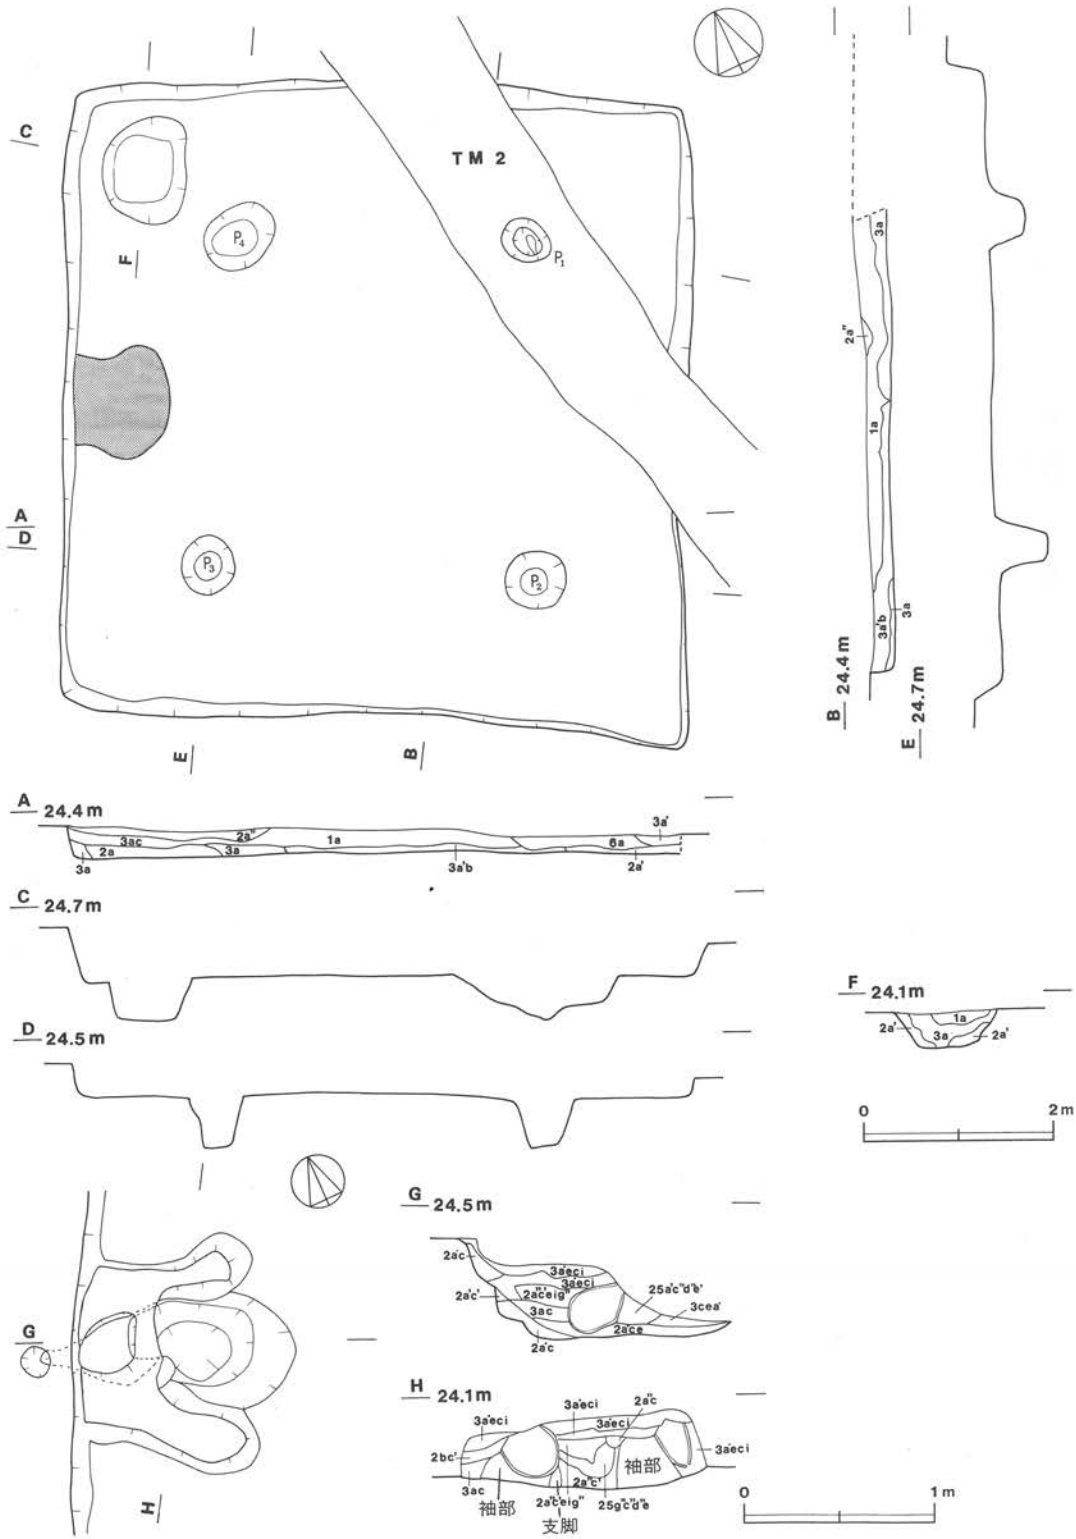 C
TM 2
P₄
P₁
F
A
D
P₃
P₂
E
B
3a
2a"
1a
3a
3a'b
B 24.4m
E 24.7m
A 24.4m
3a'
3ac
2a"
1a
6a
3a
2a
3a
3a'b
2a'
C 24.7m
F 24.1m
1a
2a'
3a
2a'
D 24.5m
0 2m
G 24.5m
2a'c
3a'eci
3a'eci
2a'c'
2a"c'eig"
25a'c"d"e'
3ac
3cea'
2a'ce
2a'c
G
H 24.1m
2a"c
3a'eci
3a'eci
3a'eci
3a'eci
2bc'
袖部
3ac
2a"c'
袖部
2a"c'eig"
25g"c"d"e
支脚
H
0 1m